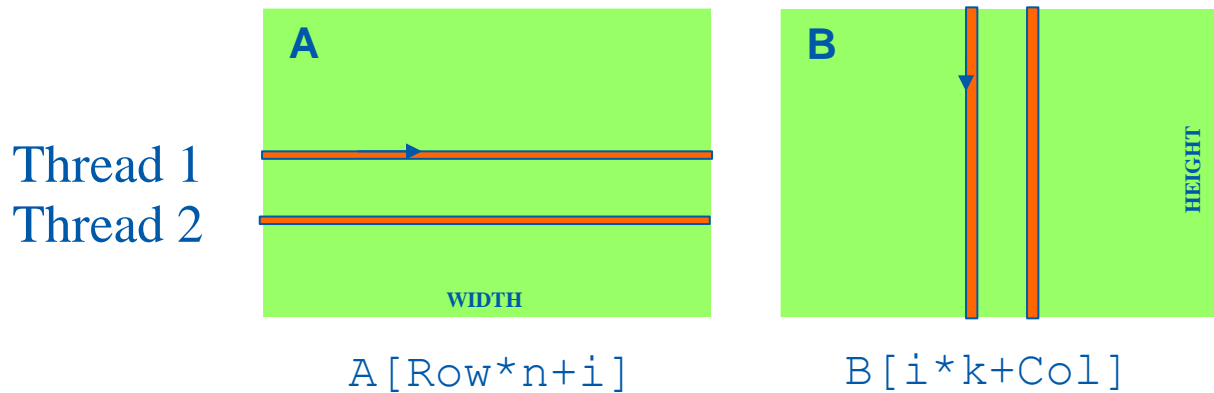 A
B
Thread 1
Thread 2
HEIGHT
WIDTH
A[Row*n+i]
B[i*k+Col]